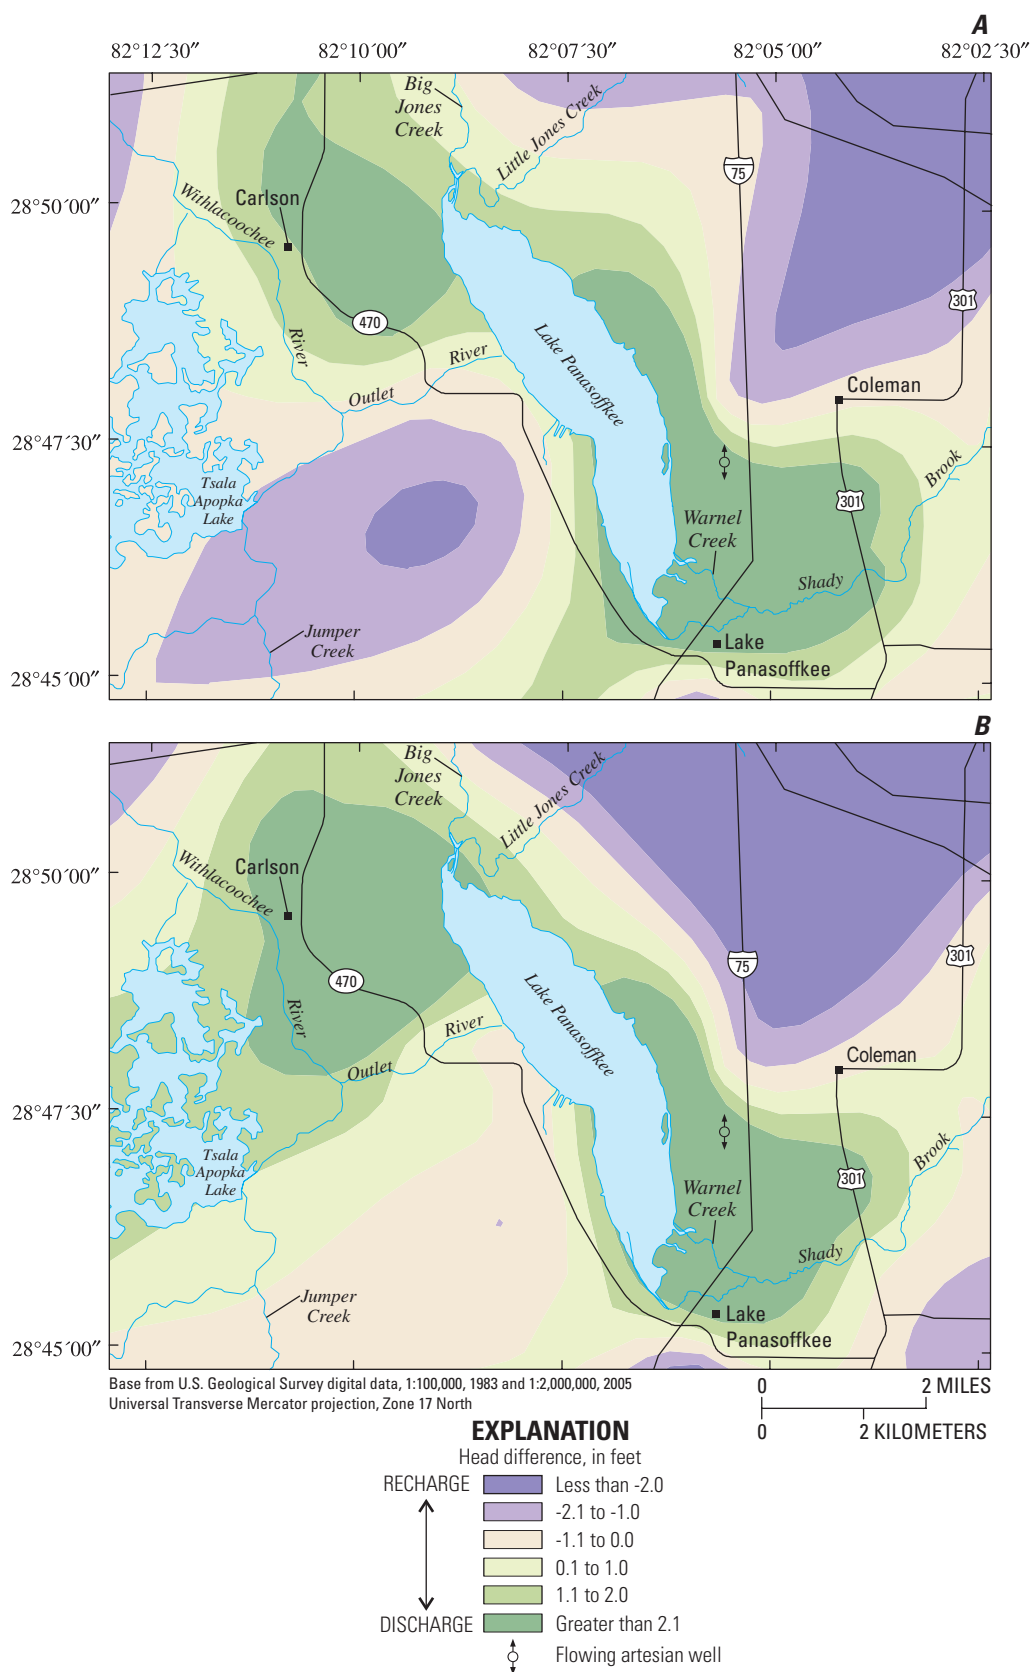 A
82°12´30˝ 82°10´00˝ 82°07´30˝ 82°05´00˝ 82°02´30˝
Big
Jones
Creek
Little Jones Creek
75
28°50´00˝
Carlson
Withlacoochee
301
470
River
Lake Panasoffkee
River
Outlet
Coleman
28°47´30˝
Tsala
Apopka
Lake
Brook
301
Warnel
Creek
Shady
Jumper
Creek
Lake
Panasoffkee
28°45´00˝
B
Big
Jones
Creek
Little Jones Creek
28°50´00˝
Carlson
Withlacoochee
75
301
470
River
Lake Panasoffkee
River
Outlet
Coleman
28°47´30˝
Tsala
Apopka
Lake
Brook
301
Warnel
Creek
Shady
Jumper
Creek
Lake
Panasoffkee
28°45´00˝
Base from U.S. Geological Survey digital data, 1:100,000, 1983 and 1:2,000,000, 2005
Universal Transverse Mercator projection, Zone 17 North
0 2 MILES
0 2 KILOMETERS
EXPLANATION
Head difference, in feet
RECHARGE Less than -2.0
-2.1 to -1.0
-1.1 to 0.0
0.1 to 1.0
1.1 to 2.0
DISCHARGE Greater than 2.1
Flowing artesian well